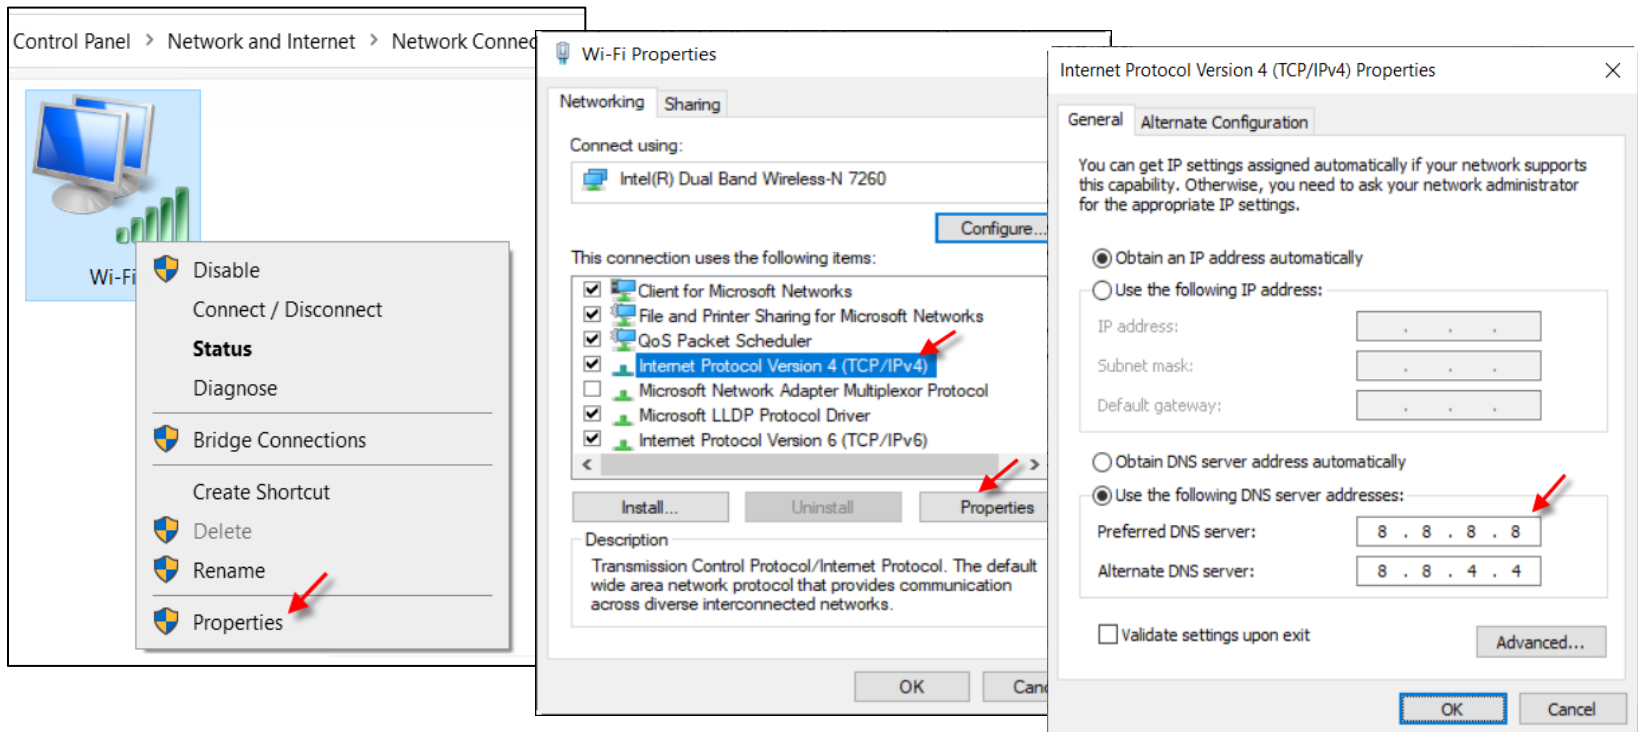 Control Panel > Network and Internet > Network Connec
Wi-Fi
Disable
Connect / Disconnect
Status
Diagnose
Bridge Connections
Create Shortcut
Delete
Rename
Properties
Wi-Fi Properties
Networking Sharing
Connect using:
Intel(R) Dual Band Wireless-N 7260
Configure...
This connection uses the following items:
Client for Microsoft Networks
File and Printer Sharing for Microsoft Networks
QoS Packet Scheduler
Internet Protocol Version 4 (TCP/IPv4)
Microsoft Network Adapter Multiplexor Protocol
Microsoft LLDP Protocol Driver
Internet Protocol Version 6 (TCP/IPv6)
Install... Uninstall Properties
Description
Transmission Control Protocol/Internet Protocol. The default
wide area network protocol that provides communication
across diverse interconnected networks.
OK Canc
Internet Protocol Version 4 (TCP/IPv4) Properties
General Alternate Configuration
You can get IP settings assigned automatically if your network supports
this capability. Otherwise, you need to ask your network administrator
for the appropriate IP settings.
Obtain an IP address automatically
Use the following IP address:
IP address: . . .
Subnet mask: . . .
Default gateway: . . .
Obtain DNS server address automatically
Use the following DNS server addresses:
Preferred DNS server: 8 . 8 . 8 . 8
Alternate DNS server: 8 . 8 . 4 . 4
Validate settings upon exit
Advanced...
OK Cancel